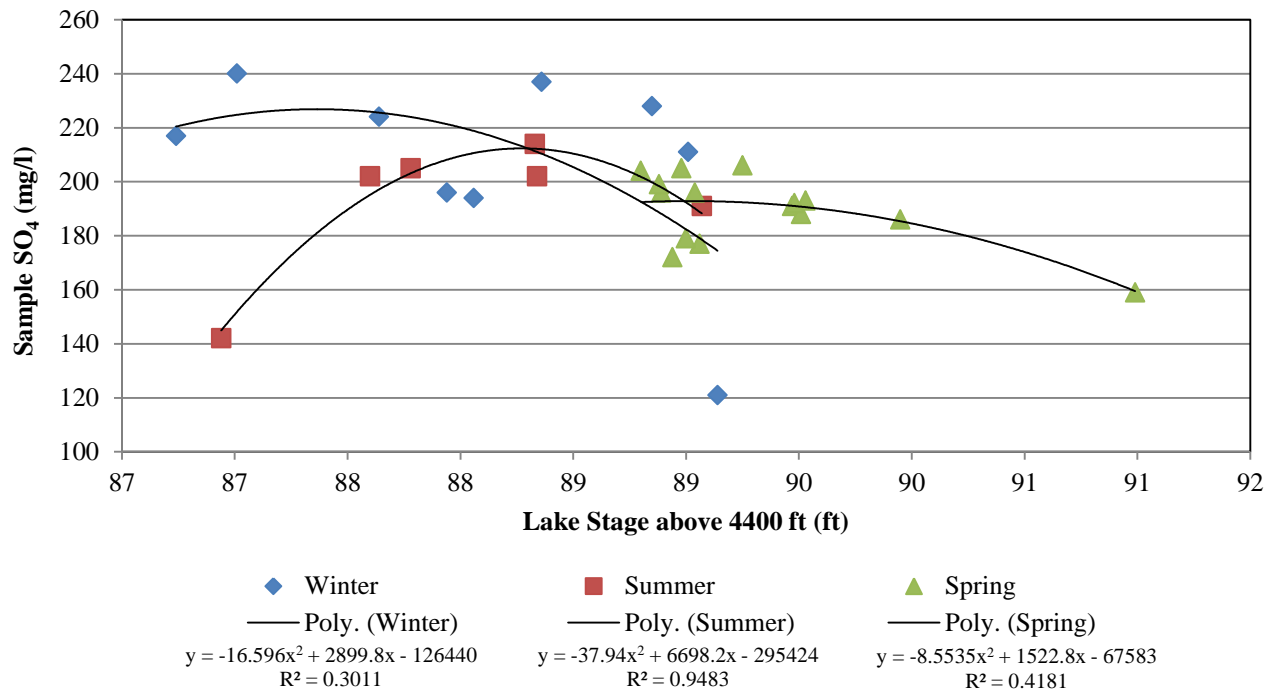 260
240
220
200
180
160
140
120
100
Sample SO4 (mg/l)
87 87 88 88 89 89 90 90 91 91 92
Lake Stage above 4400 ft (ft)
Winter Summer Spring
Poly. (Winter) Poly. (Summer) Poly. (Spring)
y = -16.596x² + 2899.8x - 126440 y = -37.94x² + 6698.2x - 295424 y = -8.5535x² + 1522.8x - 67583
R² = 0.3011 R² = 0.9483 R² = 0.4181